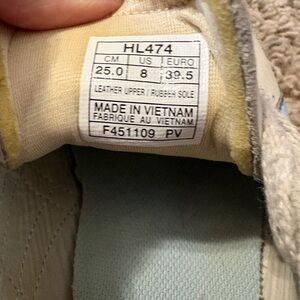 HL474
CM US EURO
25.0 8 39.5
LEATHER UPPER / RUBBER SOLE
MADE IN VIETNAM
FABRIQUE AU VIETNAM
F451109 PV